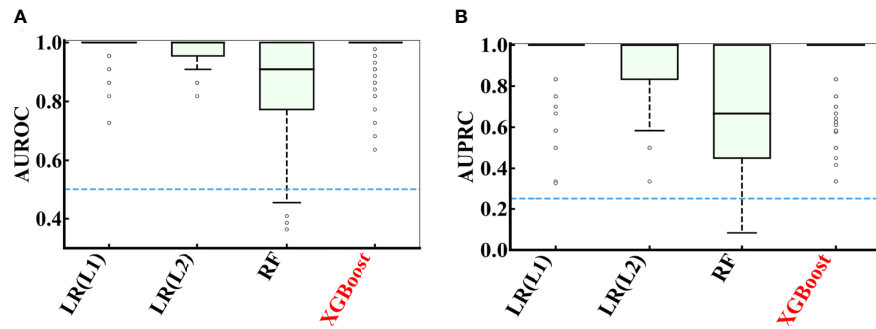 A
AUROC
1.0
0.8
0.6
0.4
LR(L1)
LR(L2)
RF
XGBoost
B
AUPRC
1.0
0.8
0.6
0.4
0.2
0.0
LR(L1)
LR(L2)
RF
XGBoost